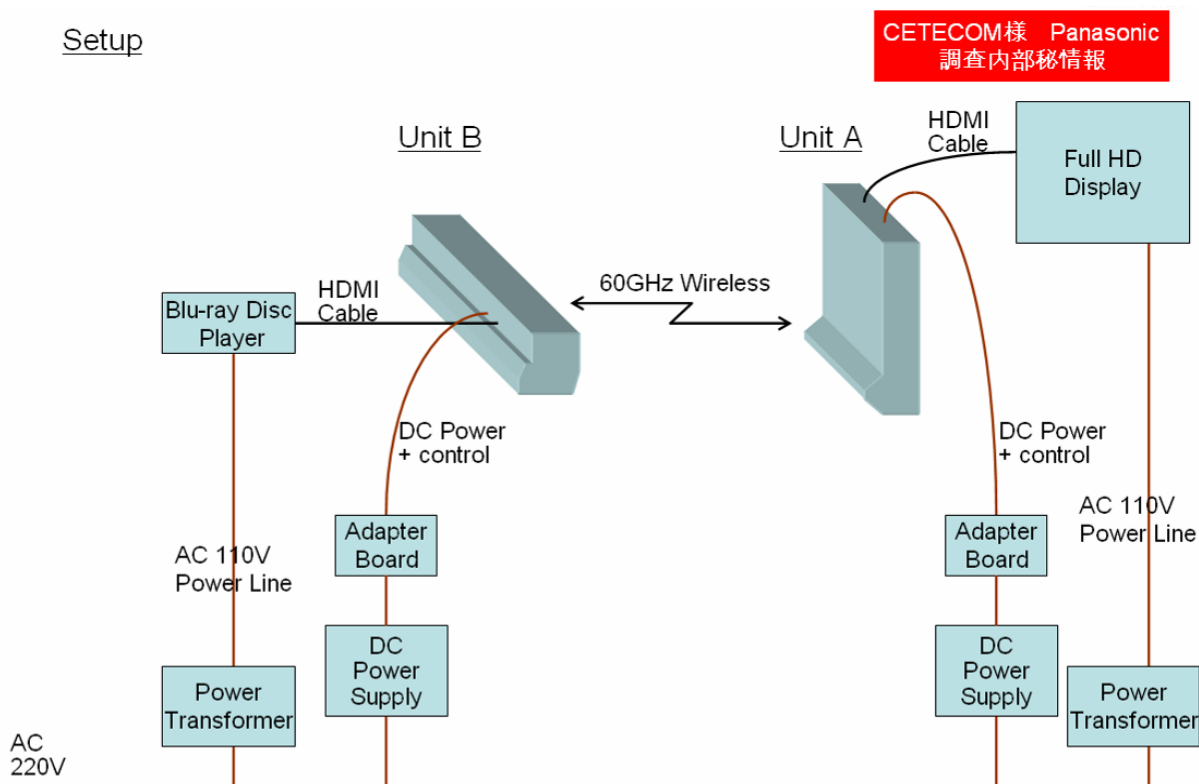 Setup
CETECOM様 Panasonic
調査内部秘情報
Unit B
Unit A
HDMI
Cable
Full HD
Display
60GHz Wireless
HDMI
Cable
Blu-ray Disc
Player
DC Power
+ control
DC Power
+ control
AC 110V
Power Line
Adapter
Board
Adapter
Board
AC 110V
Power Line
DC
Power
Supply
DC
Power
Supply
Power
Transformer
Power
Transformer
AC
220V